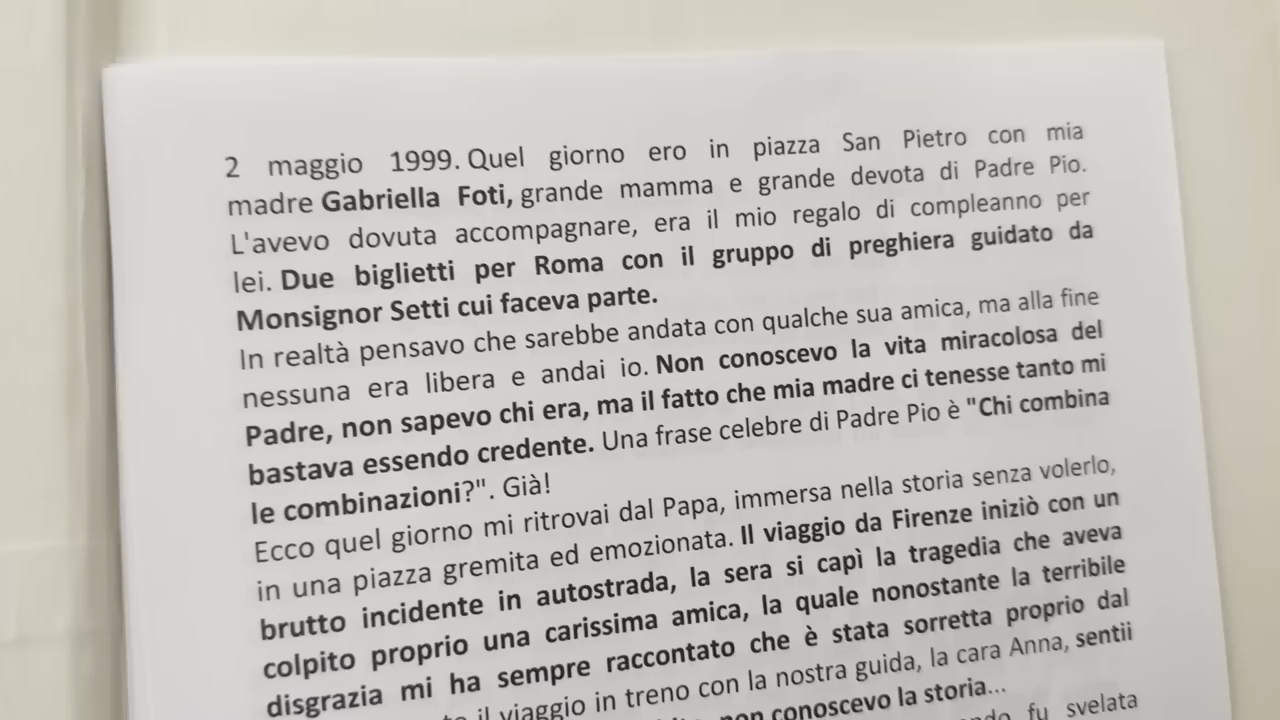 2 maggio 1999. Quel giorno ero in piazza San Pietro con mia
madre Gabriella Foti, grande mamma e grande devota di Padre Pio.
L'avevo dovuta accompagnare, era il mio regalo di compleanno per
lei. Due biglietti per Roma con il gruppo di preghiera guidato da
Monsignor Setti cui faceva parte.
In realtà pensavo che sarebbe andata con qualche sua amica, ma alla fine
nessuna era libera e andai io. Non conoscevo la vita miracolosa del
Padre, non sapevo chi era, ma il fatto che mia madre ci tenesse tanto mi
bastava essendo credente. Una frase celebre di Padre Pio è "Chi combina
le combinazioni?". Già!
Ecco quel giorno mi ritrovai dal Papa, immersa nella storia senza volerlo,
in una piazza gremita ed emozionata. Il viaggio da Firenze iniziò con un
brutto incidente in autostrada, la sera si capì la tragedia che aveva
colpito proprio una carissima amica, la quale nonostante la terribile
disgrazia mi ha sempre raccontato che è stata sorretta proprio dal
il viaggio in treno con la nostra guida, la cara Anna, sentii
non conoscevo la storia...
fu svelata